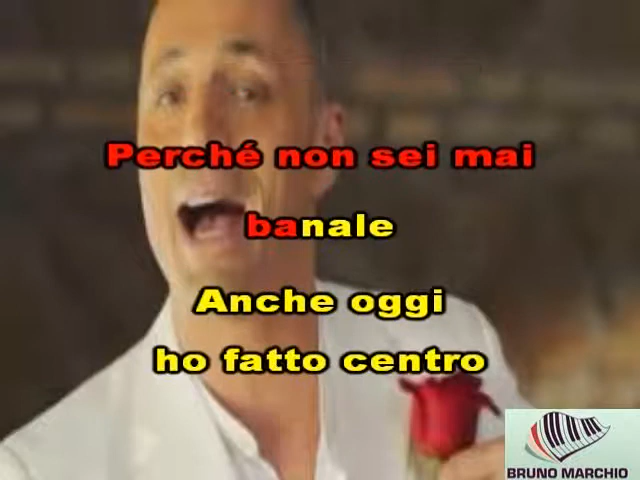 Perché non sei mai
banale
Anche oggi
ho fatto centro
BRUNO MARCHIO